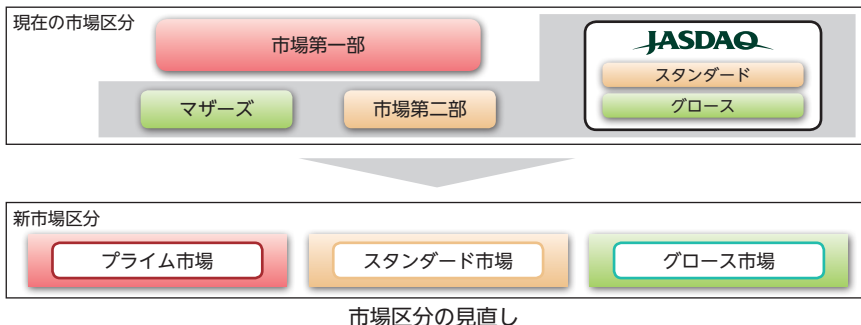 現在の市場区分
市場第一部
JASDAQ
スタンダード
グロース
マザーズ
市場第二部
新市場区分
プライム市場
スタンダード市場
グロース市場
市場区分の見直し